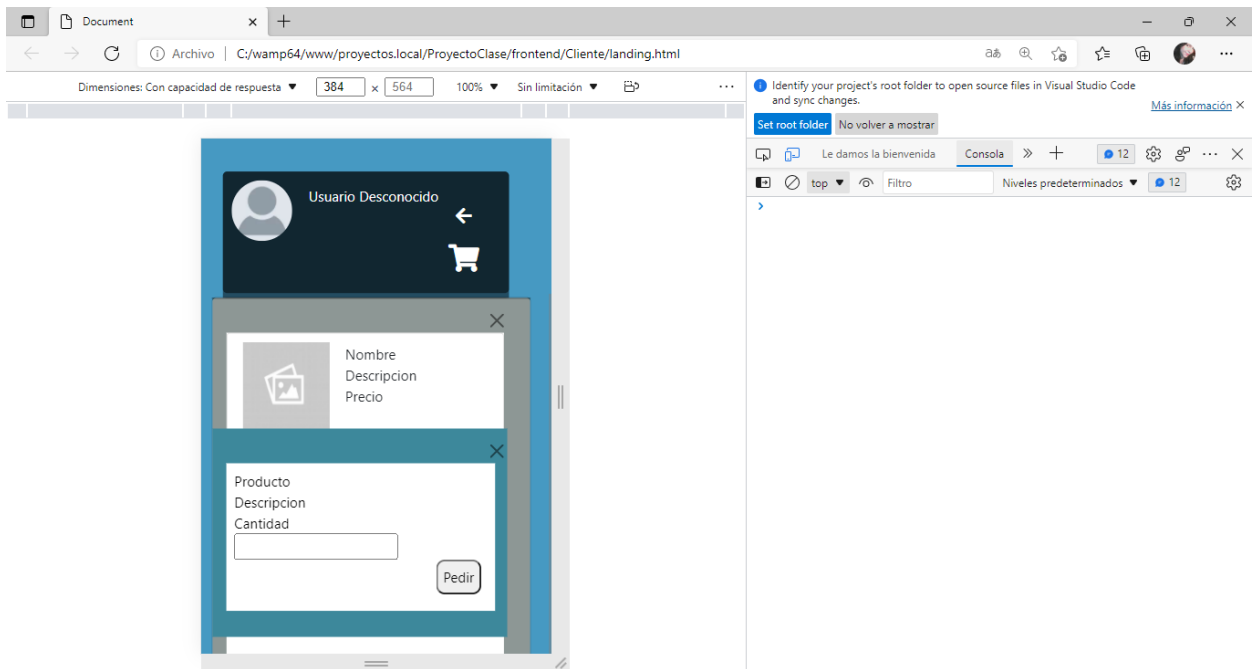 Document
Archivo C:/wamp64/www/proyectos.local/ProyectoClase/frontend/Cliente/landing.html
aあ
Dimensiones: Con capacidad de respuesta ▼ 384 x 564 100% ▼ Sin limitación ▼
Identify your project's root folder to open source files in Visual Studio Code
and sync changes.
Más información
Set root folder No volver a mostrar
Le damos la bienvenida Consola 12
top ▼ Filtro Niveles predeterminados ▼ 12
Usuario Desconocido
Nombre
Descripcion
Precio
Producto
Descripcion
Cantidad
Pedir